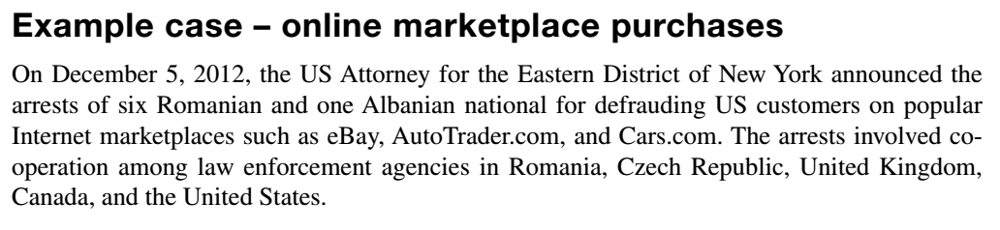 Example case – online marketplace purchases
On December 5, 2012, the US Attorney for the Eastern District of New York announced the
arrests of six Romanian and one Albanian national for defrauding US customers on popular
Internet marketplaces such as eBay, AutoTrader.com, and Cars.com. The arrests involved co-
operation among law enforcement agencies in Romania, Czech Republic, United Kingdom,
Canada, and the United States.